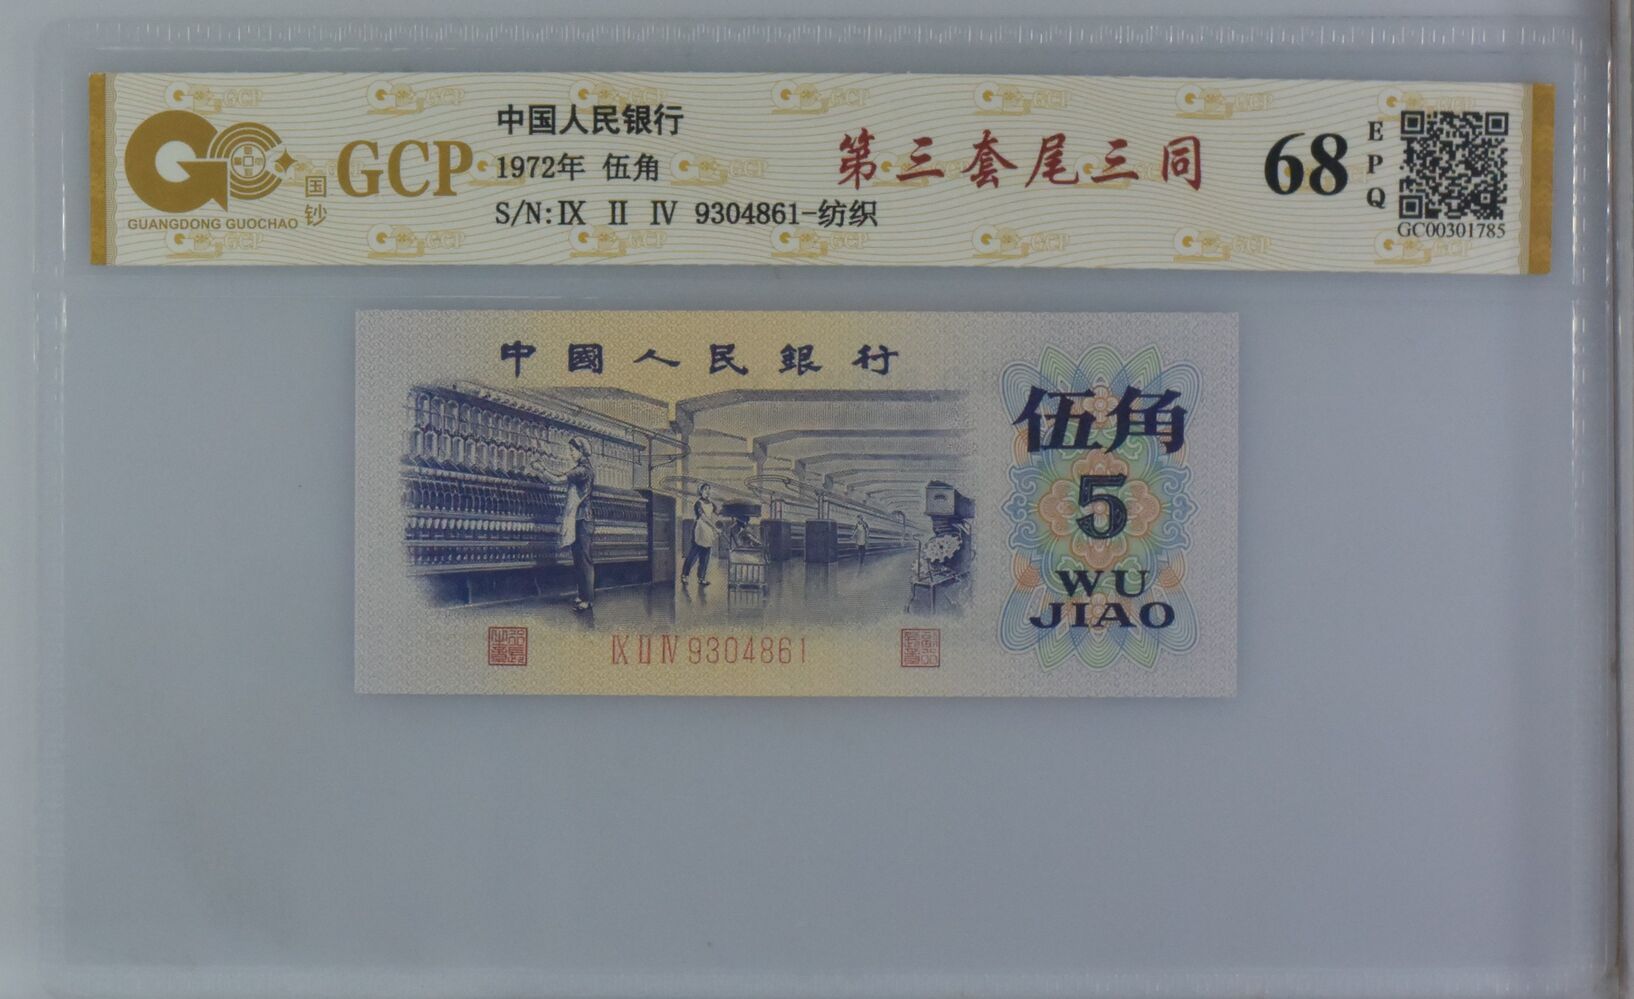 GCP
国钞
GUANGDONG GUOCHAO
中国人民银行
1972年 伍角
S/N: Ⅸ Ⅱ Ⅳ 9304861-纺织
第三套尾三同
68
EPQ
GC00301785
中國人民銀行
伍角
5
WU
JIAO
Ⅸ Ⅱ Ⅳ 9304861